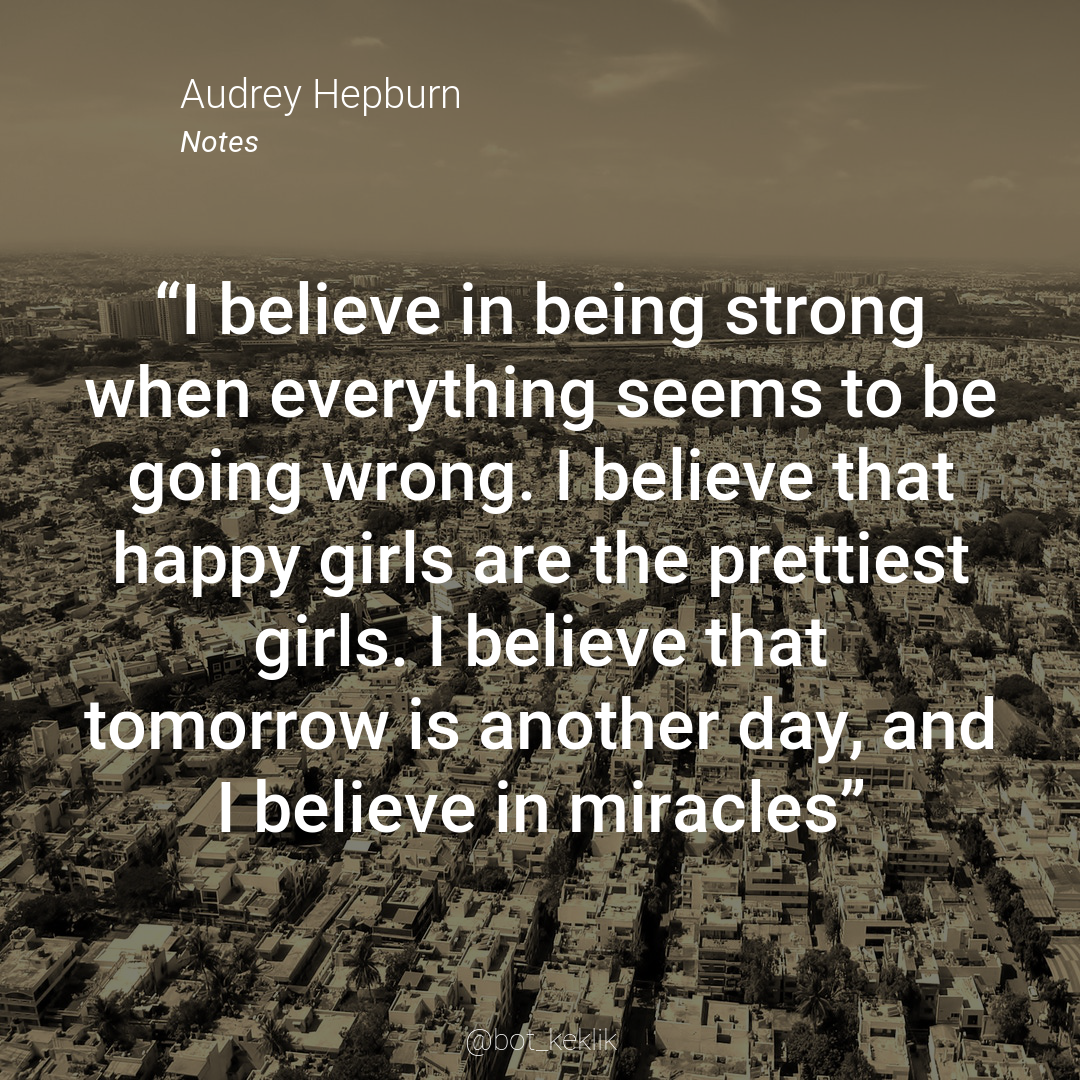 Audrey Hepburn
Notes
“I believe in being strong
when everything seems to be
going wrong. I believe that
happy girls are the prettiest
girls. I believe that
tomorrow is another day, and
I believe in miracles”
@bot_keklik